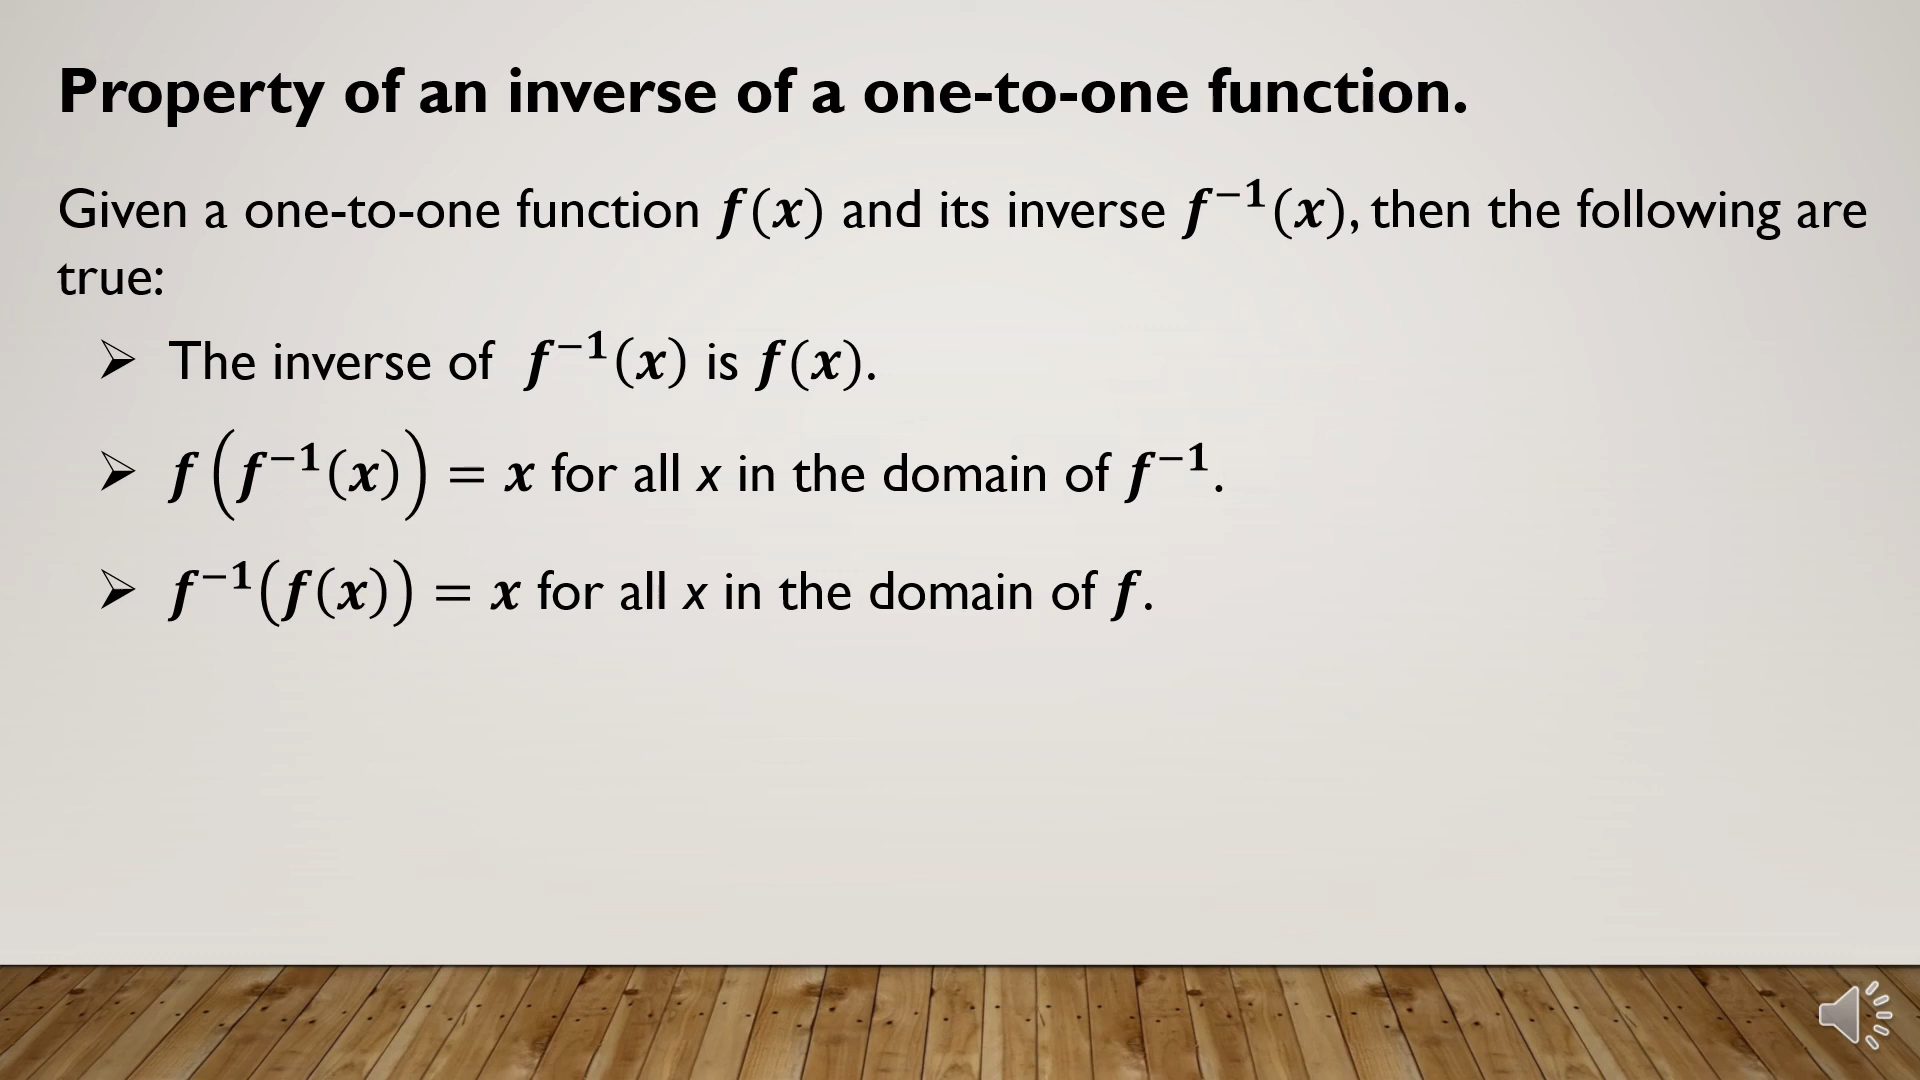 Property of an inverse of a one-to-one function.
Given a one-to-one function f(x) and its inverse f⁻¹(x), then the following are
true:
➢ The inverse of f⁻¹(x) is f(x).
➢ f(f⁻¹(x)) = x for all x in the domain of f⁻¹.
➢ f⁻¹(f(x)) = x for all x in the domain of f.